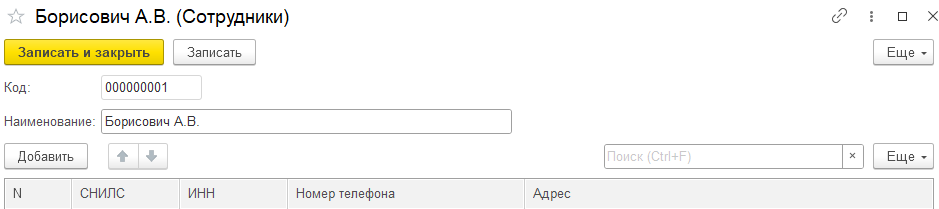 Борисович А.В. (Сотрудники)
Записать и закрыть Записать Еще
Код: 000000001
Наименование: Борисович А.В.
Добавить Поиск (Ctrl+F) × Еще
N СНИЛС ИНН Номер телефона Адрес